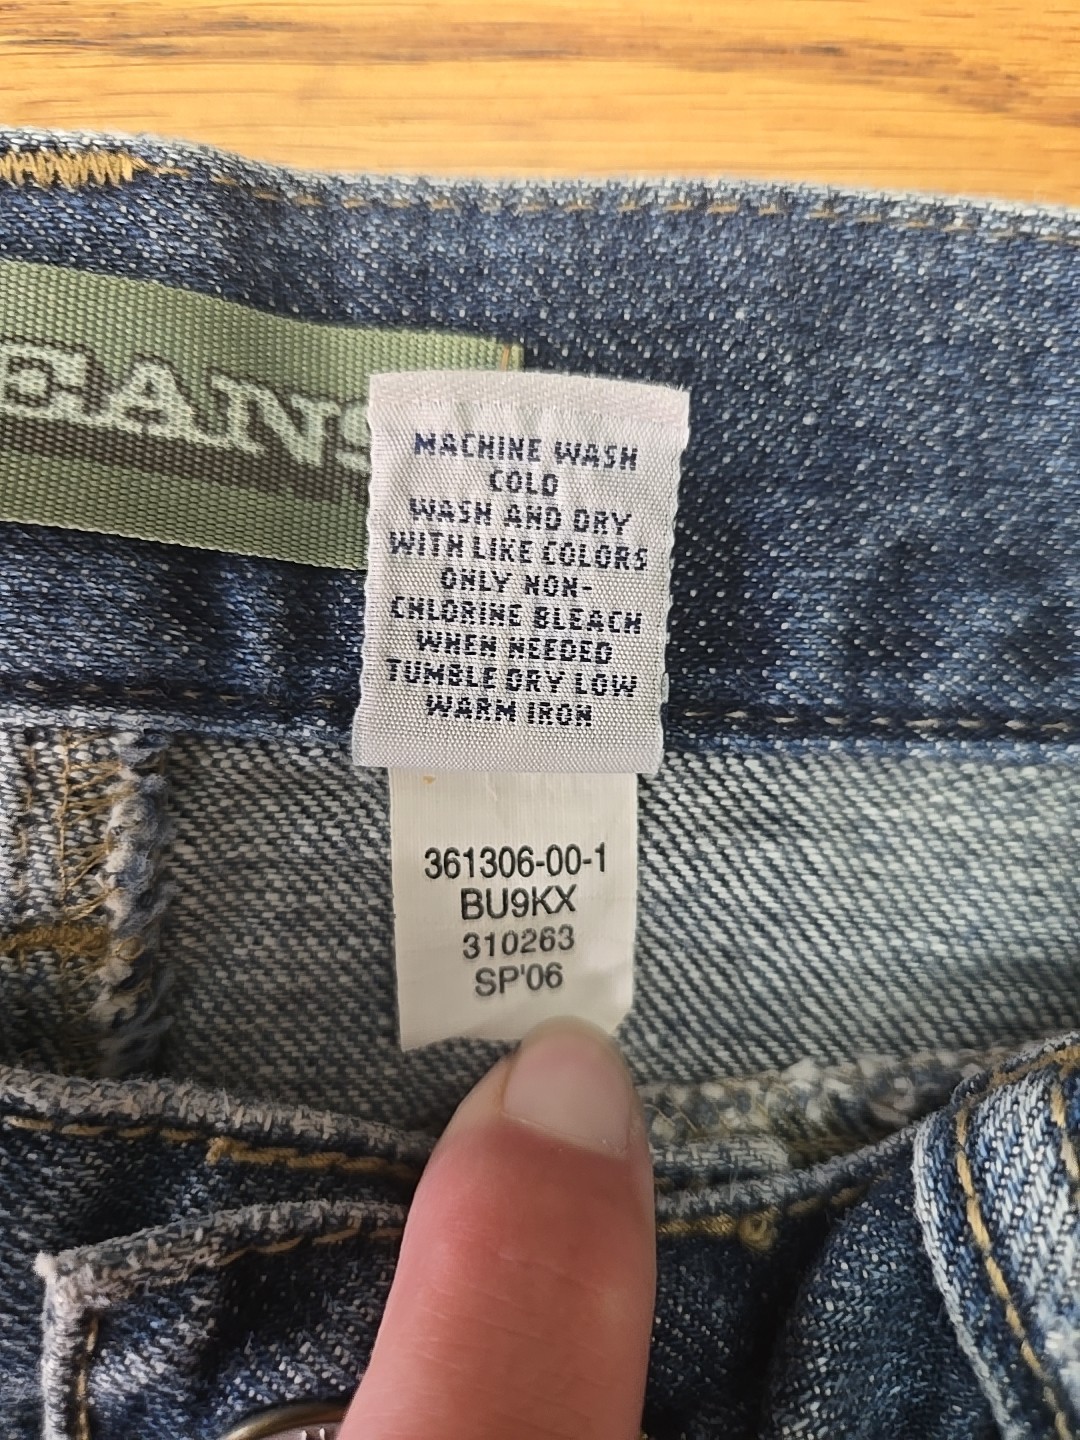 EANS
MACHINE WASH
COLD
WASH AND DRY
WITH LIKE COLORS
ONLY NON-
CHLORINE BLEACH
WHEN NEEDED
TUMBLE DRY LOW
WARM IRON
361306-00-1
BU9KX
310263
SP'06